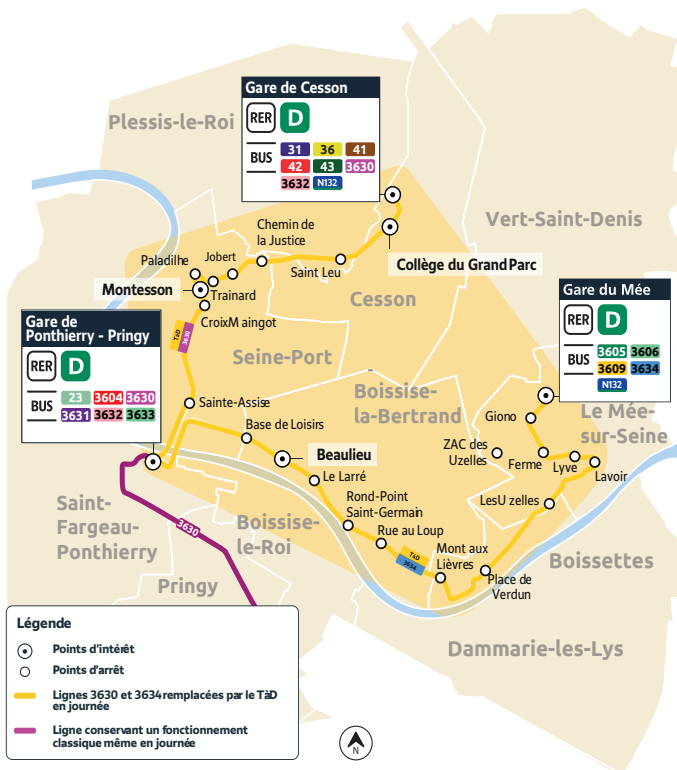 Gare de Cesson
RER D
BUS 31 36 41
42 43 3630
3632 N132
Plessis-le-Roi
Vert-Saint-Denis
Chemin de
la Justice
Paladilhe
Jobert
Saint Leu
Collège du Grand Parc
Montesson
Trainard
CroixM aingot
Cesson
Gare du Mée
RER D
BUS 3605 3606
3609 3634
N132
Gare de
Ponthierry - Pringy
RER D
BUS 23 3604 3630
3631 3632 3633
TàD
3630
Seine-Port
Boissise-
la-Bertrand
Sainte-Assise
Base de Loisirs
Giono
Le Mée-
sur-Seine
ZAC des
Uzelles
Ferme
Lyve
Lavoir
Beaulieu
Le Larré
LesU zelles
Rond-Point
Saint-Germain
Rue au Loup
Saint-
Fargeau-
Ponthierry
3630
Boissise-
le-Roi
TàD
3634
Mont aux
Lièvres
Place de
Verdun
Boissettes
Pringy
Dammarie-les-Lys
Légende
Points d'intérêt
Points d'arrêt
Lignes 3630 et 3634 remplacées par le TàD
en journée
Ligne conservant un fonctionnement
classique même en journée
N